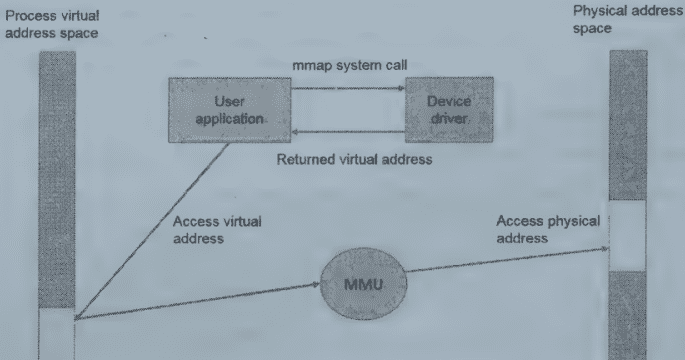 Process virtual
address space
Physical address
space
mmap system call
User
application
Device
driver
Returned virtual address
Access virtual
address
Access physical
address
MMU